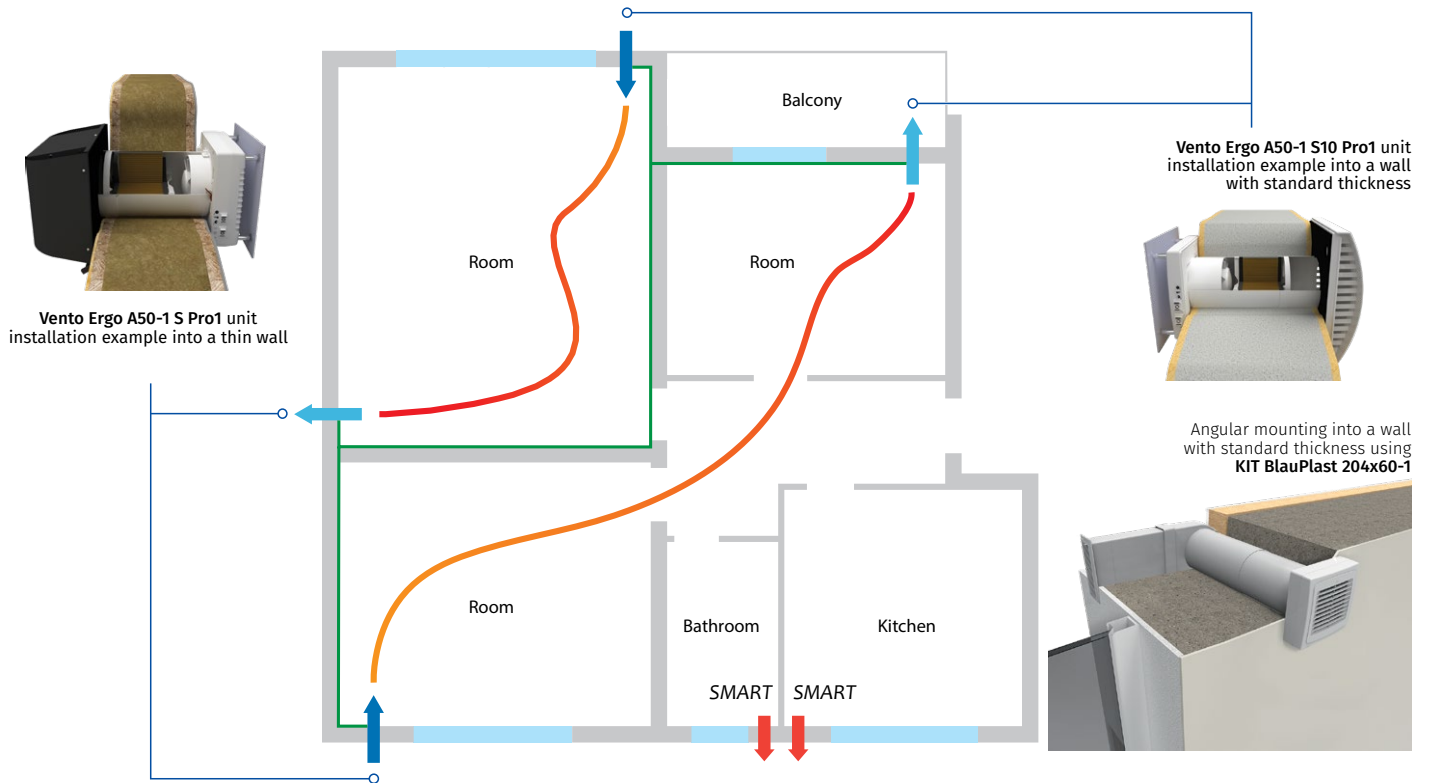 Balcony
Vento Ergo A50-1 S10 Pro1 unit
installation example into a wall
with standard thickness
Room
Room
Vento Ergo A50-1 S Pro1 unit
installation example into a thin wall
Angular mounting into a wall
with standard thickness using
KIT BlauPlast 204x60-1
Room
Bathroom
Kitchen
SMART
SMART